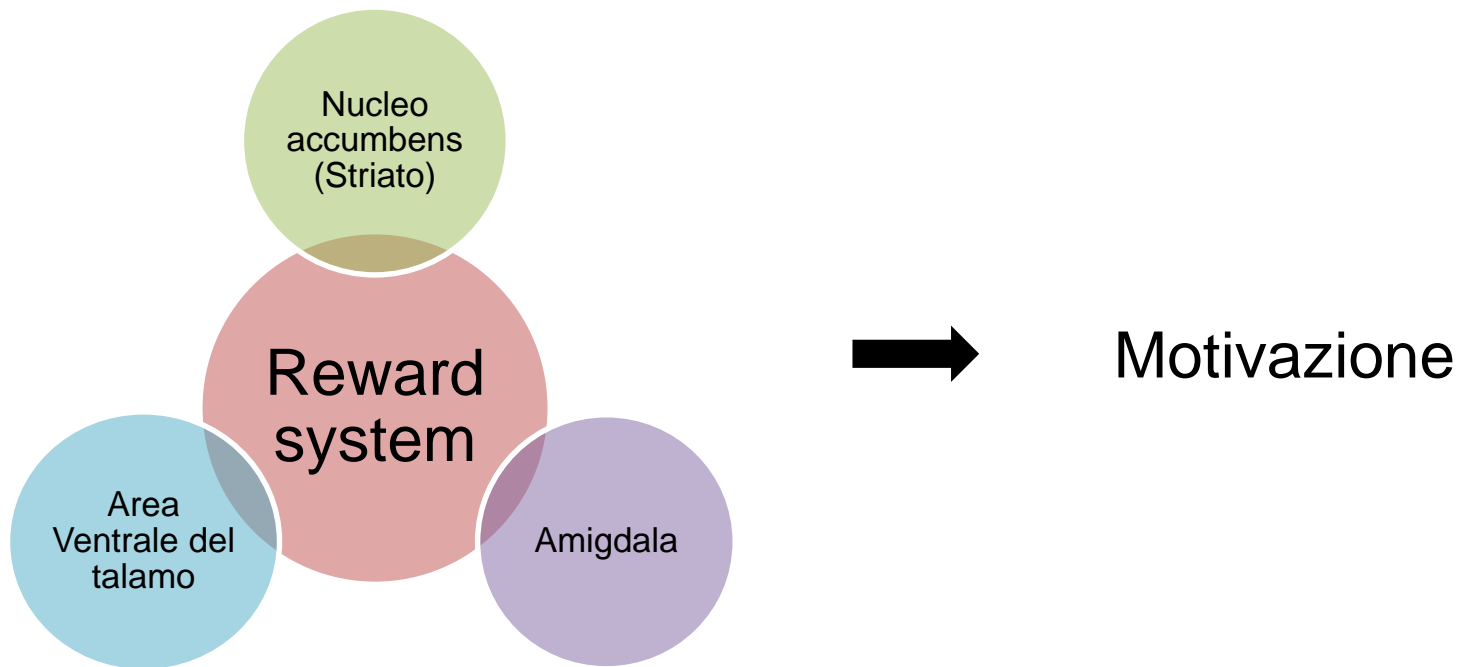 Nucleo
accumbens
(Striato)
Reward
system
Area
Ventrale del
talamo
Amigdala
Motivazione